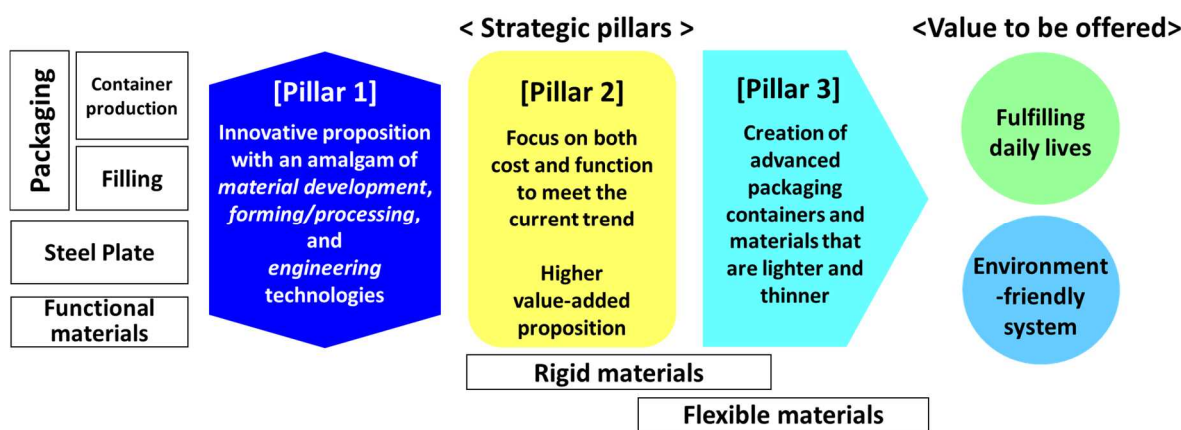 < Strategic pillars >
<Value to be offered>
Packaging
Container
production
Filling
Steel Plate
Functional
materials
[Pillar 1]
Innovative proposition
with an amalgam of
material development,
forming/processing,
and
engineering
technologies
[Pillar 2]
Focus on both
cost and function
to meet the
current trend
Higher
value-added
proposition
[Pillar 3]
Creation of
advanced
packaging
containers and
materials that
are lighter and
thinner
Fulfilling
daily lives
Environment
-friendly
system
Rigid materials
Flexible materials